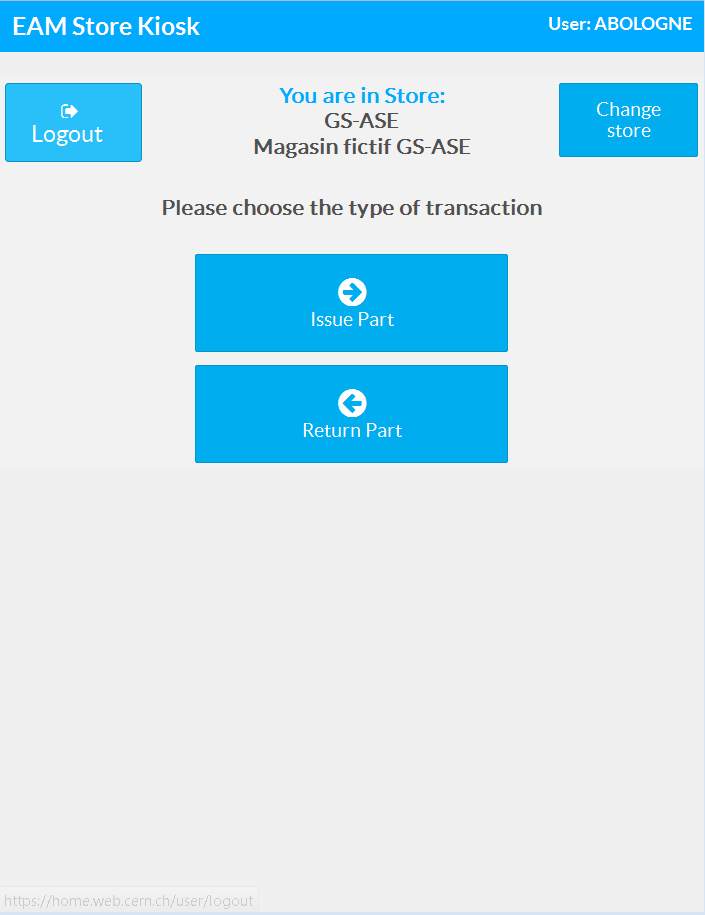 EAM Store Kiosk
User: ABOLOGNE
Logout
You are in Store:
GS-ASE
Magasin fictif GS-ASE
Change
store
Please choose the type of transaction
Issue Part
Return Part
https://home.web.cern.ch/user/logout